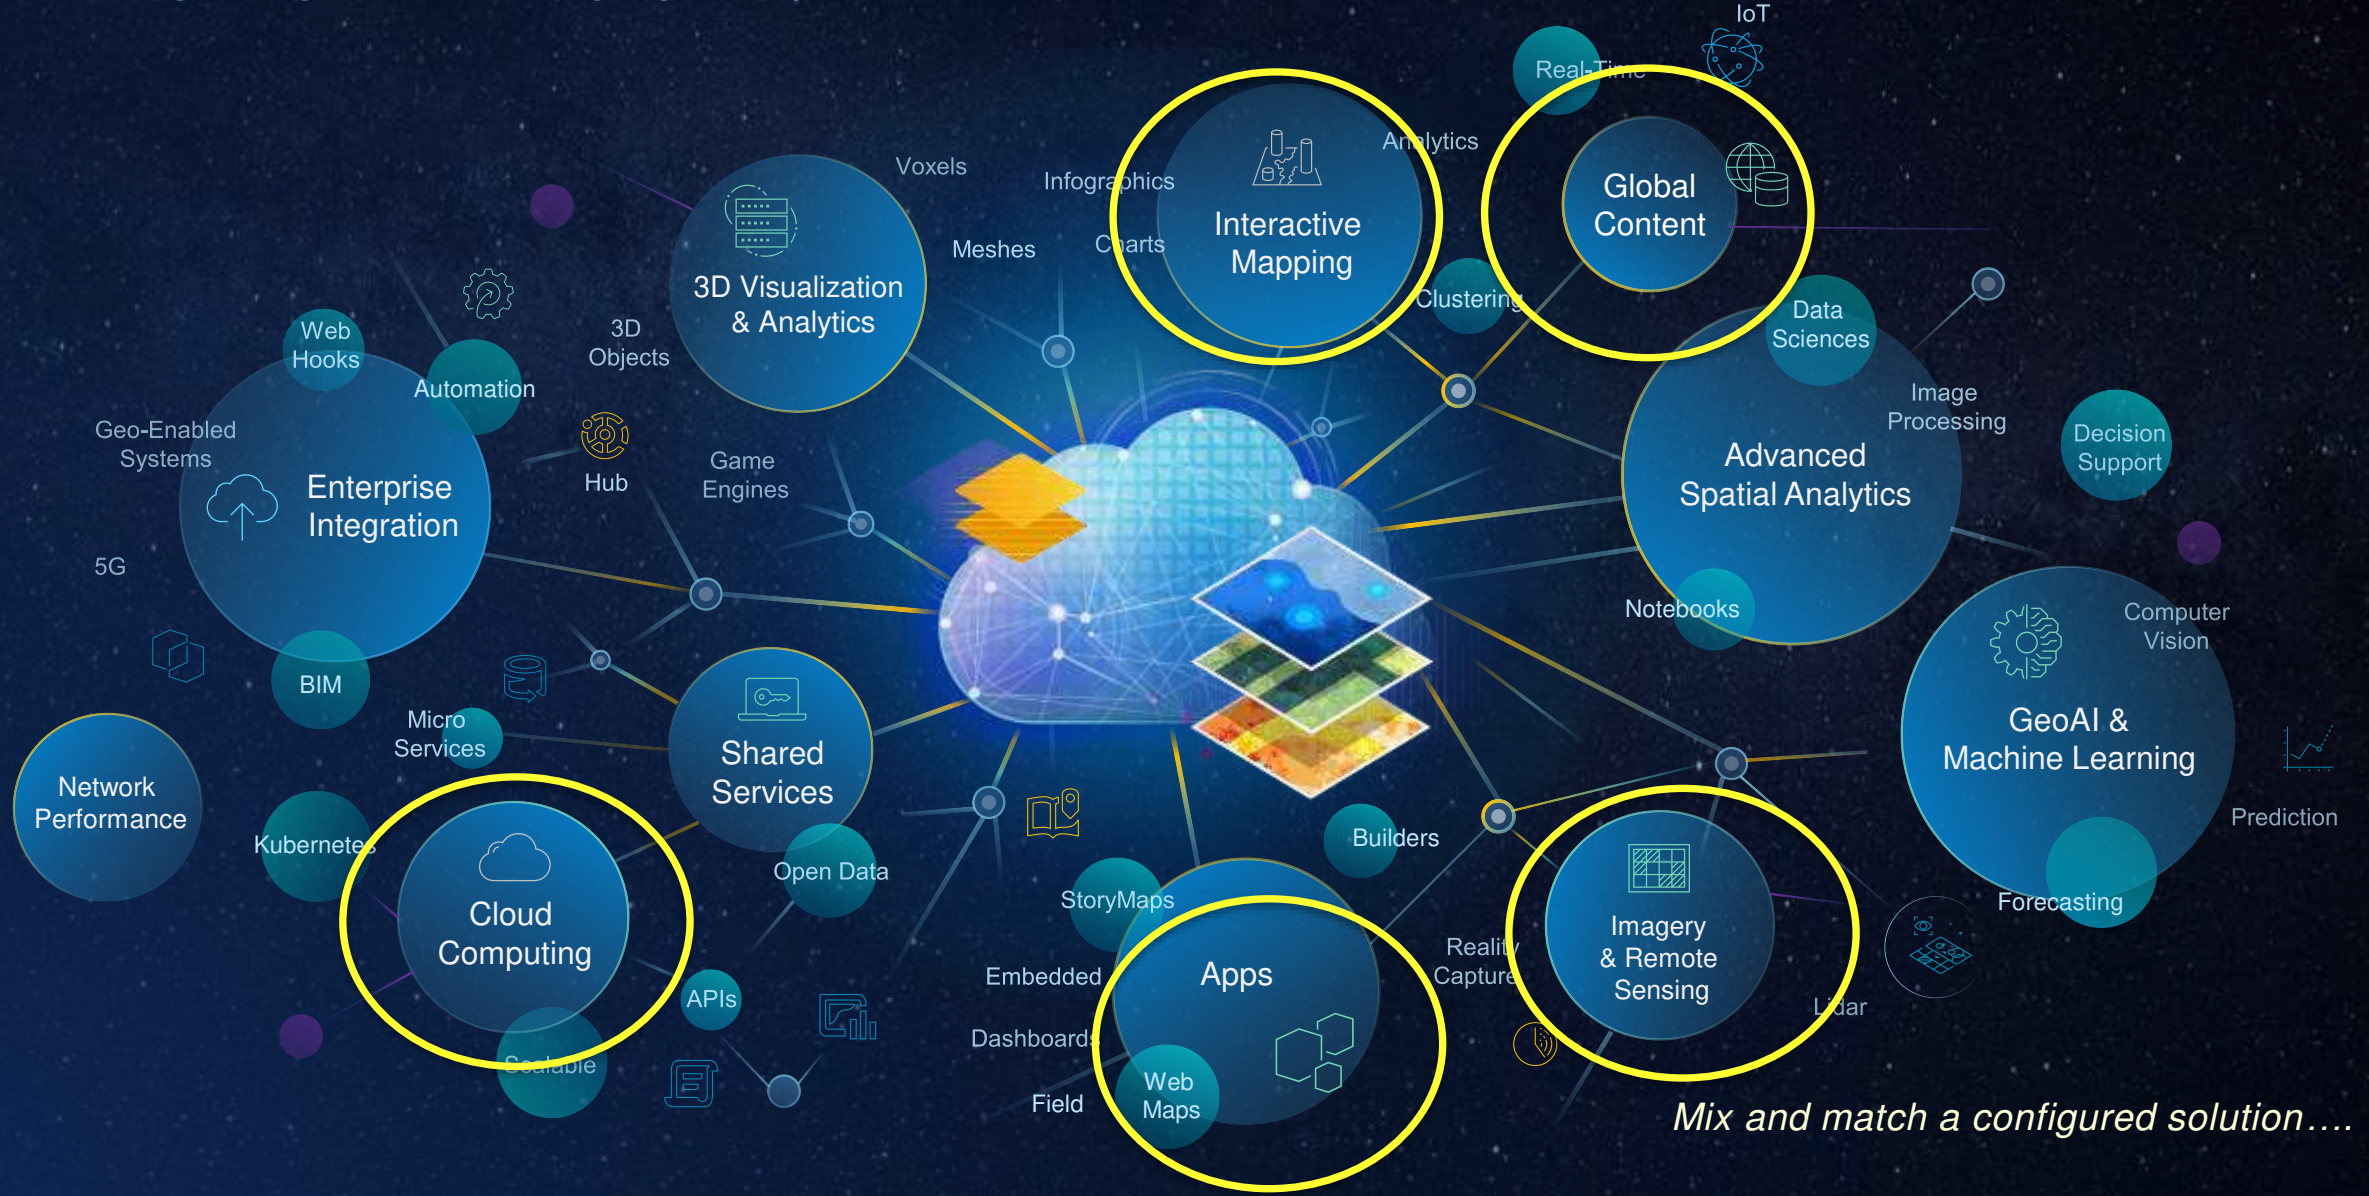 IoT
Real-Time
Analytics
Voxels
Infographics
Global
Content
Interactive
Mapping
Meshes
Charts
3D Visualization
& Analytics
Clustering
Data
Sciences
Web
Hooks
3D
Objects
Automation
Image
Processing
Geo-Enabled
Systems
Decision
Support
Advanced
Spatial Analytics
Game
Engines
Hub
Enterprise
Integration
5G
Notebooks
Computer
Vision
BIM
Micro
Services
GeoAI &
Machine Learning
Shared
Services
Network
Performance
Prediction
Kubernetes
Builders
Open Data
StoryMaps
Forecasting
Cloud
Computing
Imagery
& Remote
Sensing
Reality
Capture
Apps
Embedded
APIs
Lidar
Dashboards
Scalable
Web
Maps
Field
Mix and match a configured solution….